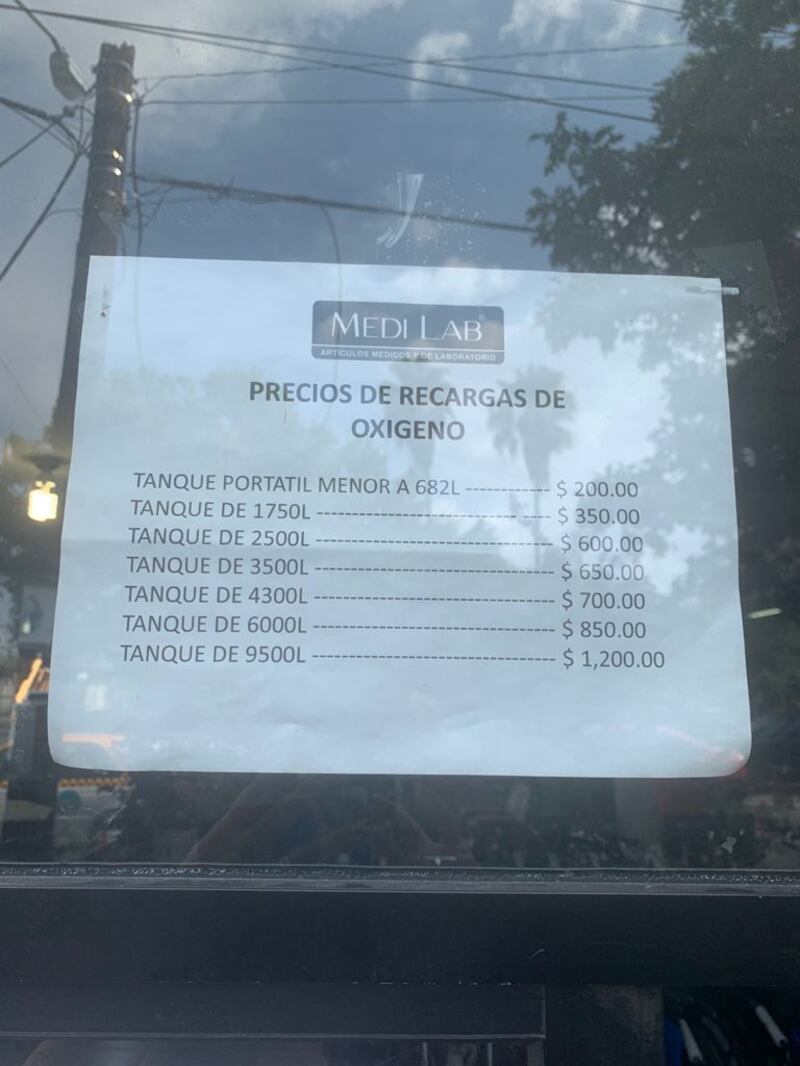 MEDI LAB
ARTÍCULOS MÉDICOS Y DE LABORATORIO
PRECIOS DE RECARGAS DE
OXIGENO
TANQUE PORTATIL MENOR A 682L ------------ $ 200.00
TANQUE DE 1750L ----------------------------------- ---- $ 350.00
TANQUE DE 2500L ---------------------------------------- $ 600.00
TANQUE DE 3500L ---------------------------------------- $ 650.00
TANQUE DE 4300L ---------------------------------------- $ 700.00
TANQUE DE 6000L ---------------------------------------- $ 850.00
TANQUE DE 9500L ---------------------------------------- $ 1,200.00